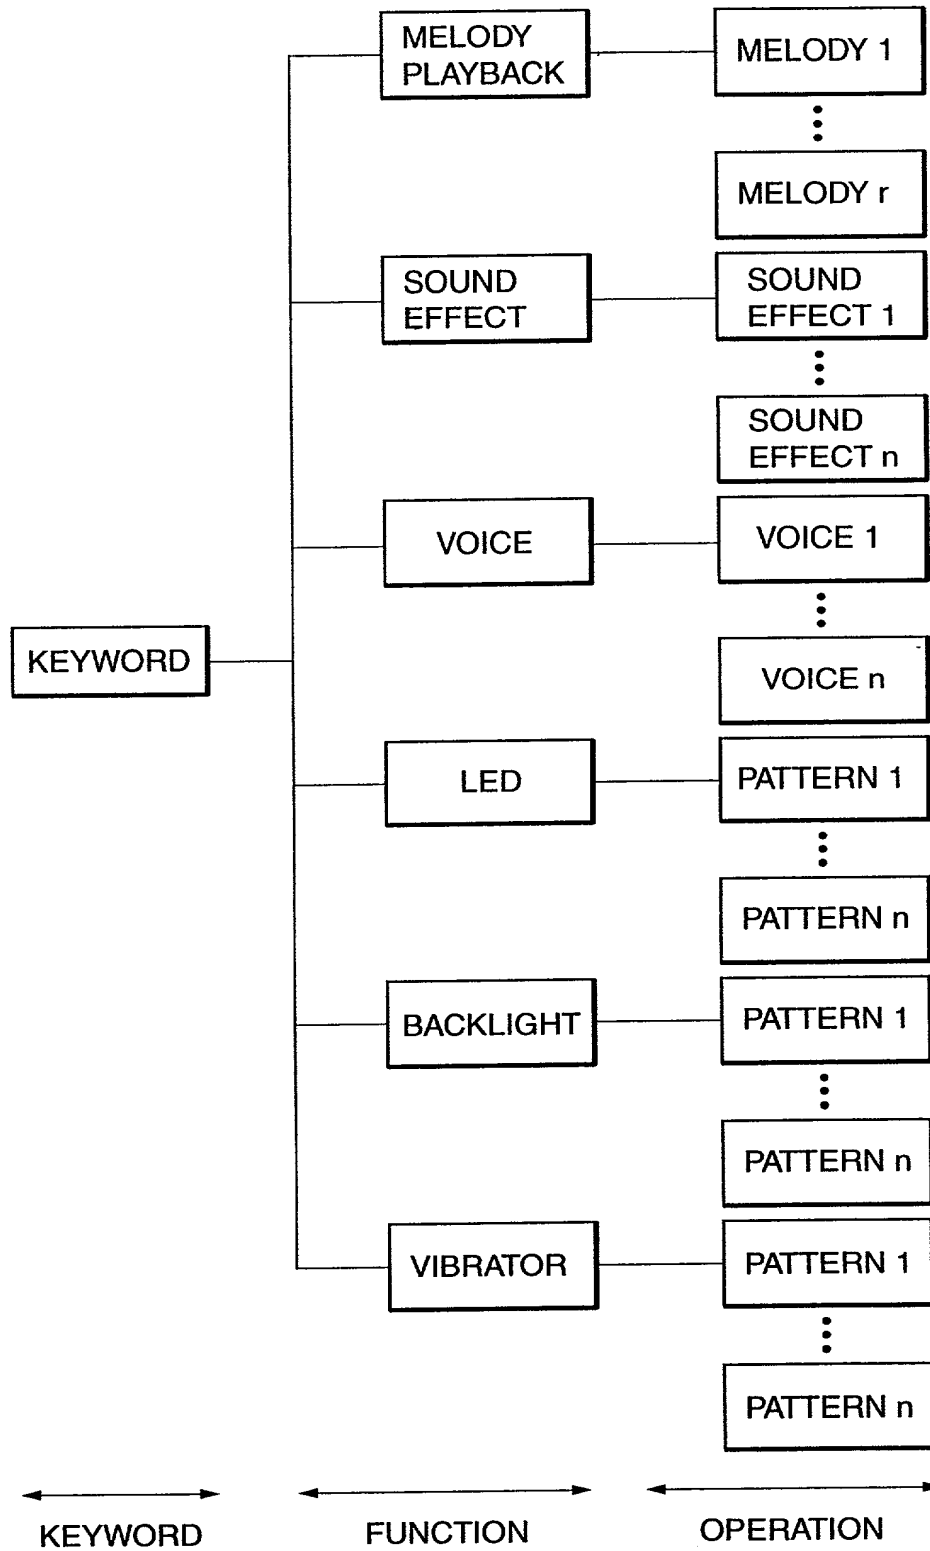 MELODY
PLAYBACK
MELODY 1
MELODY r
SOUND
EFFECT
SOUND
EFFECT 1
SOUND
EFFECT n
VOICE
VOICE 1
VOICE n
KEYWORD
LED
PATTERN 1
PATTERN n
BACKLIGHT
PATTERN 1
PATTERN n
VIBRATOR
PATTERN 1
PATTERN n
KEYWORD
FUNCTION
OPERATION